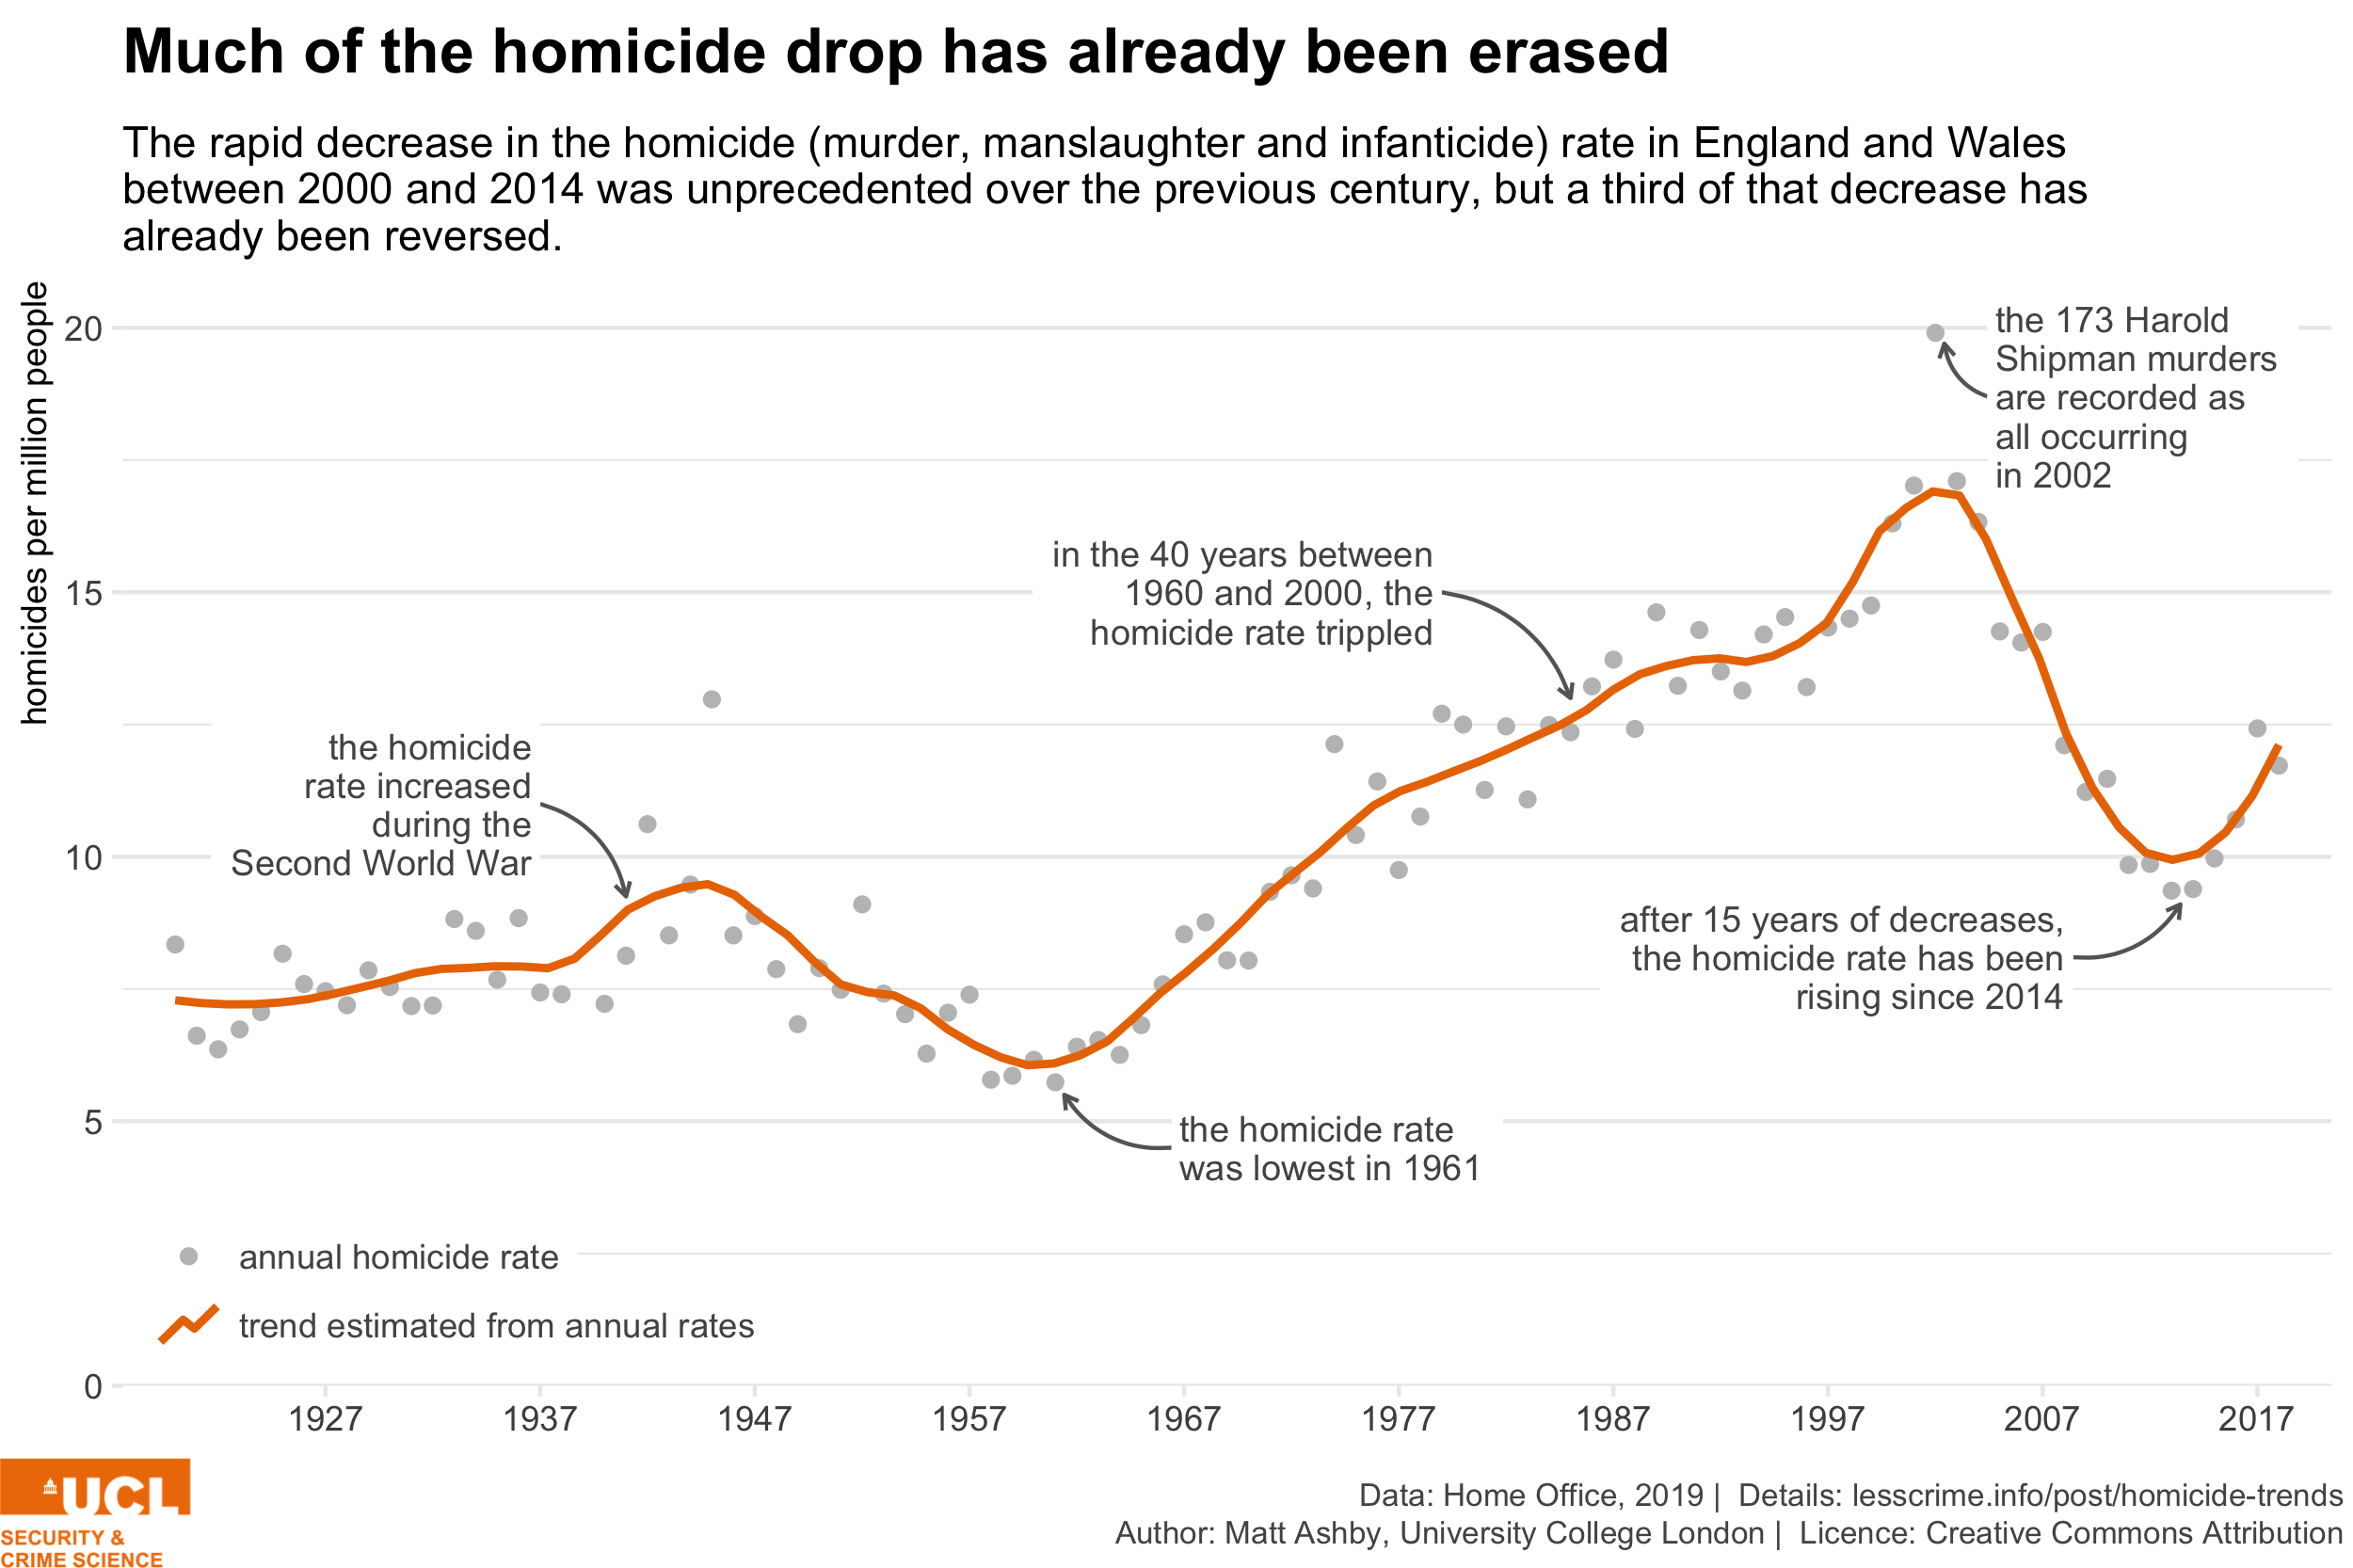 Much of the homicide drop has already been erased
The rapid decrease in the homicide (murder, manslaughter and infanticide) rate in England and Wales
between 2000 and 2014 was unprecedented over the previous century, but a third of that decrease has
already been reversed.
homicides per million people
20
15
10
5
0
the 173 Harold
Shipman murders
are recorded as
all occurring
in 2002
in the 40 years between
1960 and 2000, the
homicide rate trippled
the homicide
rate increased
during the
Second World War
after 15 years of decreases,
the homicide rate has been
rising since 2014
the homicide rate
was lowest in 1961
annual homicide rate
trend estimated from annual rates
1927 1937 1947 1957 1967 1977 1987 1997 2007 2017
UCL
SECURITY &
CRIME SCIENCE
Data: Home Office, 2019 | Details: lesscrime.info/post/homicide-trends
Author: Matt Ashby, University College London | Licence: Creative Commons Attribution